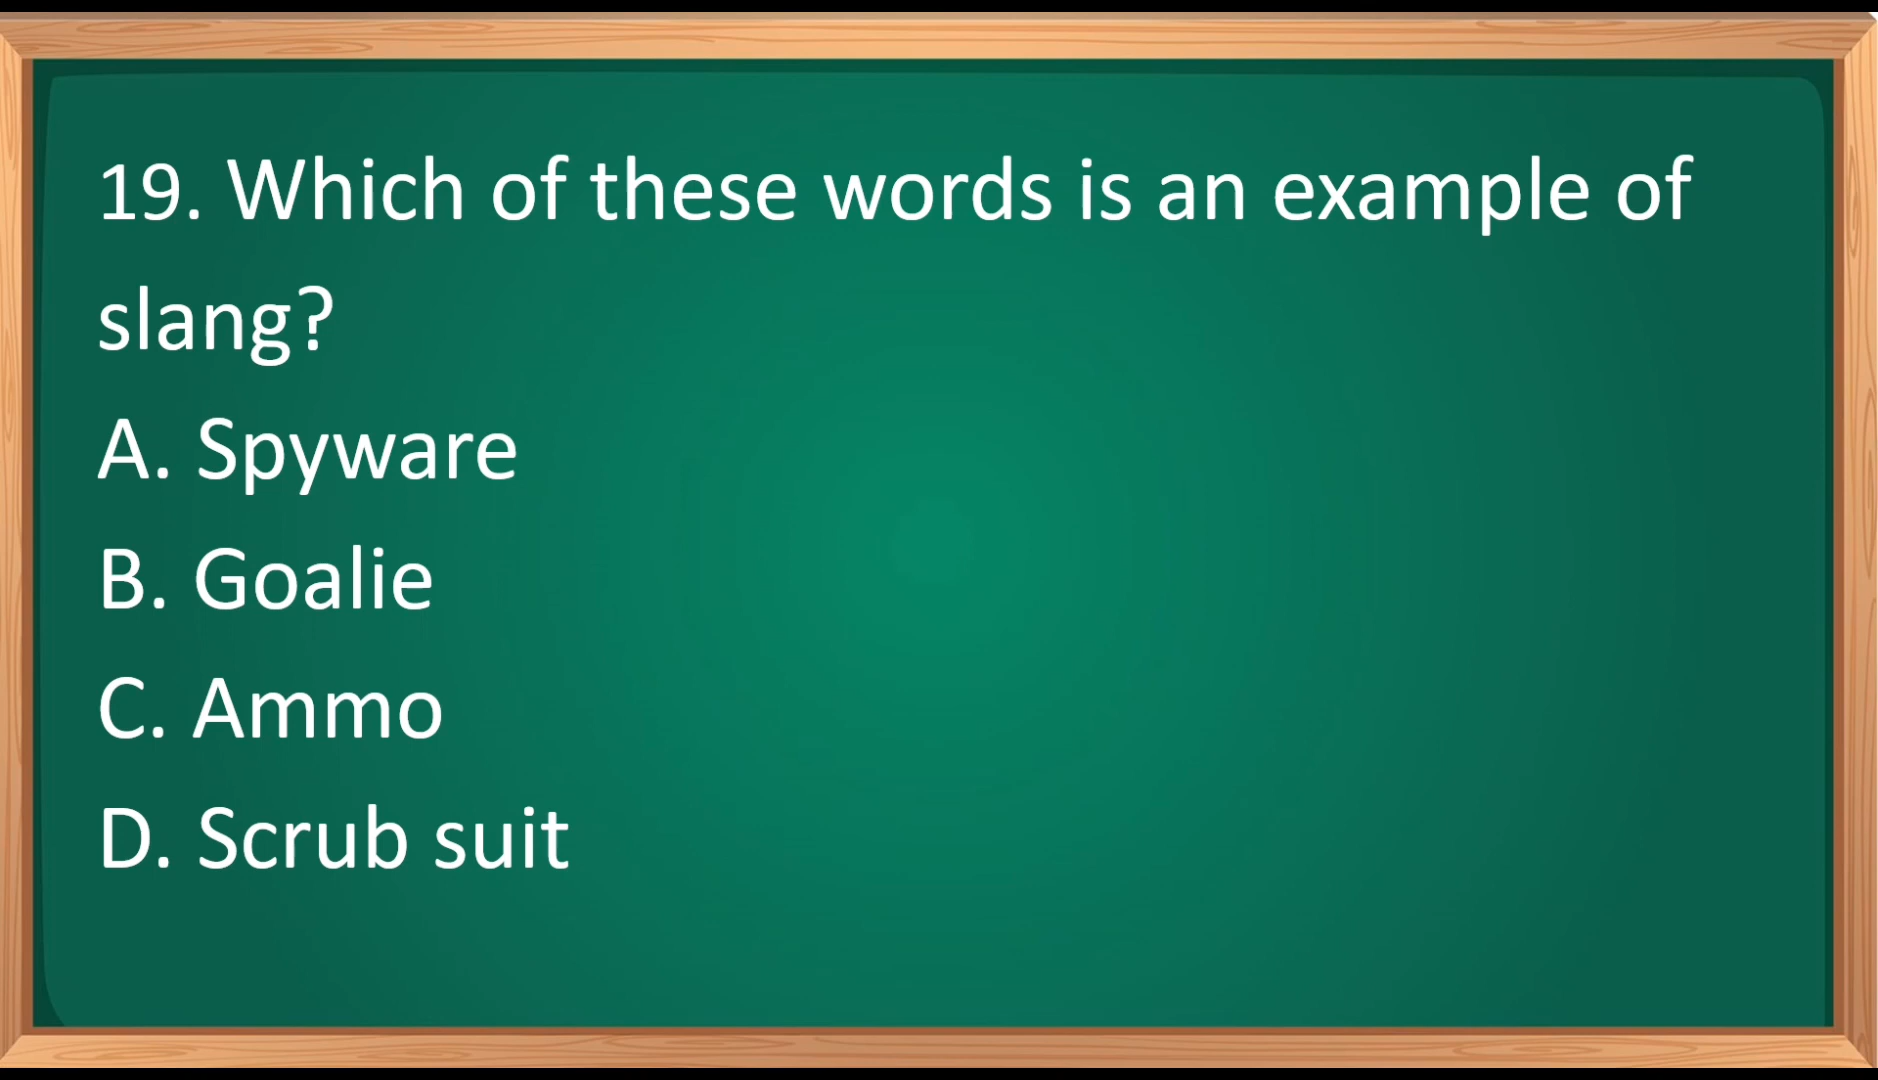 19. Which of these words is an example of
slang?
A. Spyware
B. Goalie
C. Ammo
D. Scrub suit